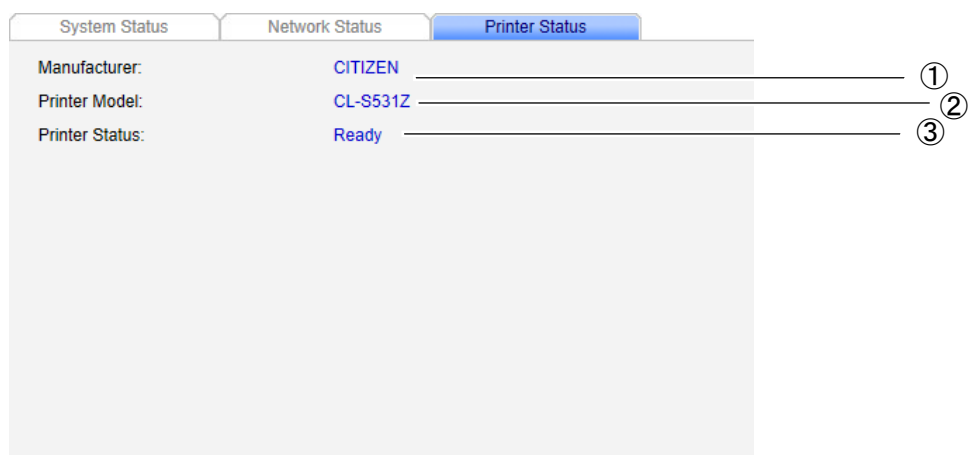 System Status Network Status Printer Status
Manufacturer: CITIZEN ①
Printer Model: CL-S531Z ②
Printer Status: Ready ③